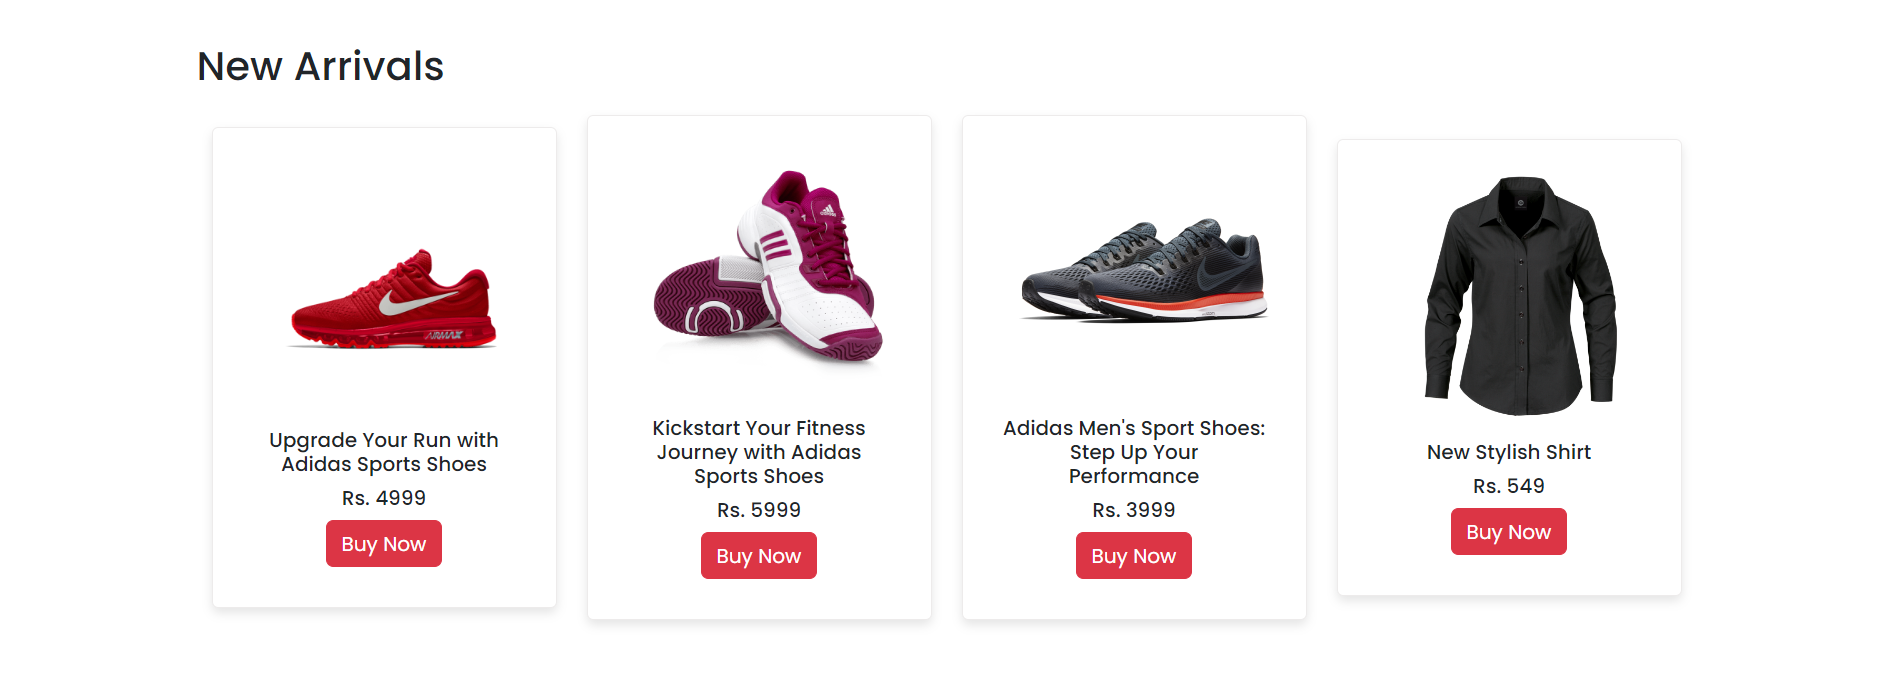 New Arrivals
AIRMAX
Upgrade Your Run with
Adidas Sports Shoes
Rs. 4999
Buy Now
adidas
Kickstart Your Fitness
Journey with Adidas
Sports Shoes
Rs. 5999
Buy Now
Adidas Men's Sport Shoes:
Step Up Your
Performance
Rs. 3999
Buy Now
New Stylish Shirt
Rs. 549
Buy Now